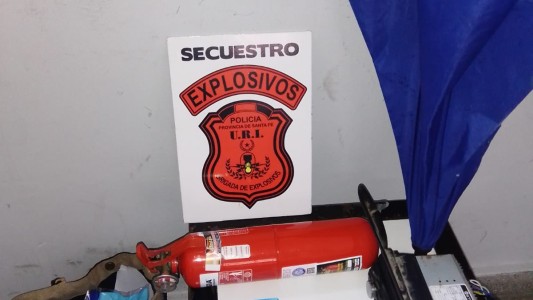 SECUESTRO
EXPLOSIVOS
POLICIA
PROVINCIA DE SANTA FE
U.R.I.
BRIGADA DE EXPLOSIVOS